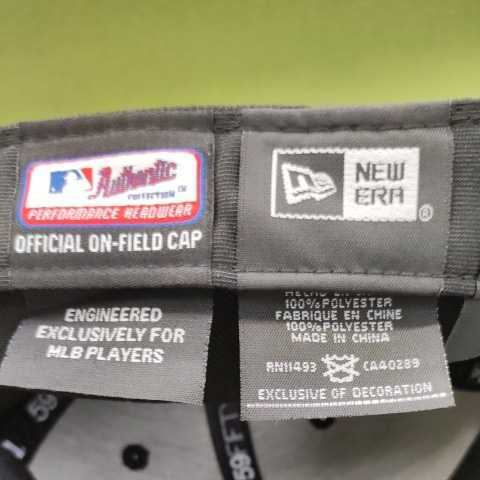 Authentic
COLLECTION
PERFORMANCE HEADWEAR
OFFICIAL ON-FIELD CAP
NEW
ERA
®
ENGINEERED
EXCLUSIVELY FOR
MLB PLAYERS
100% POLYESTER
FABRIQUE EN CHINE
100% POLYESTER
MADE IN CHINA
RN11493 CA40289
EXCLUSIVE OF DECORATION